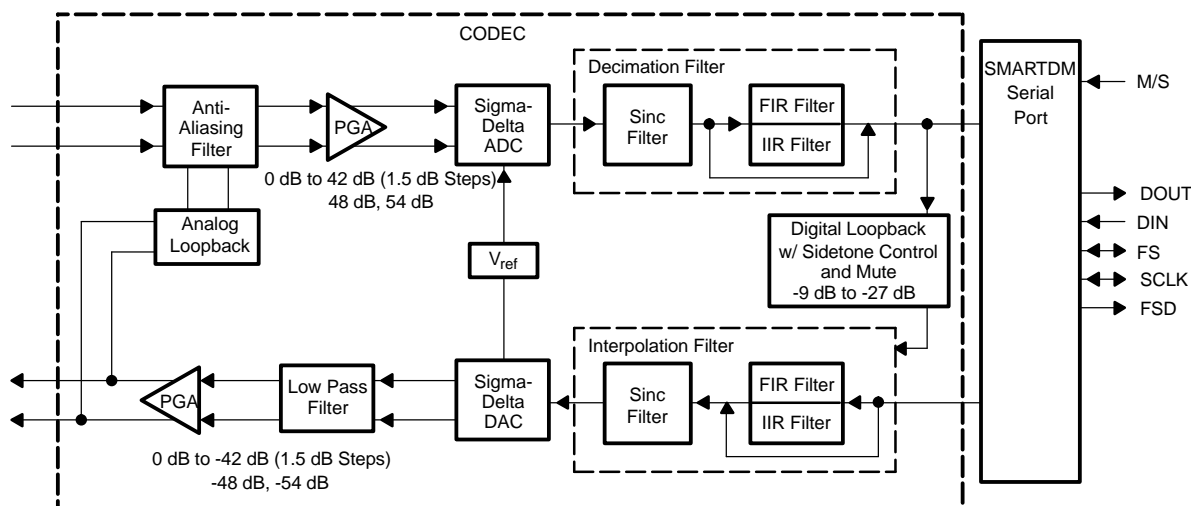 CODEC
Decimation Filter
Anti-
Aliasing
Filter
PGA
Sigma-
Delta
ADC
Sinc
Filter
FIR Filter
IIR Filter
SMARTDM
Serial
Port
M/S
0 dB to 42 dB (1.5 dB Steps)
48 dB, 54 dB
Analog
Loopback
Vref
Digital Loopback
w/ Sidetone Control
and Mute
-9 dB to -27 dB
DOUT
DIN
FS
SCLK
FSD
Interpolation Filter
PGA
Low Pass
Filter
Sigma-
Delta
DAC
Sinc
Filter
FIR Filter
IIR Filter
0 dB to -42 dB (1.5 dB Steps)
-48 dB, -54 dB